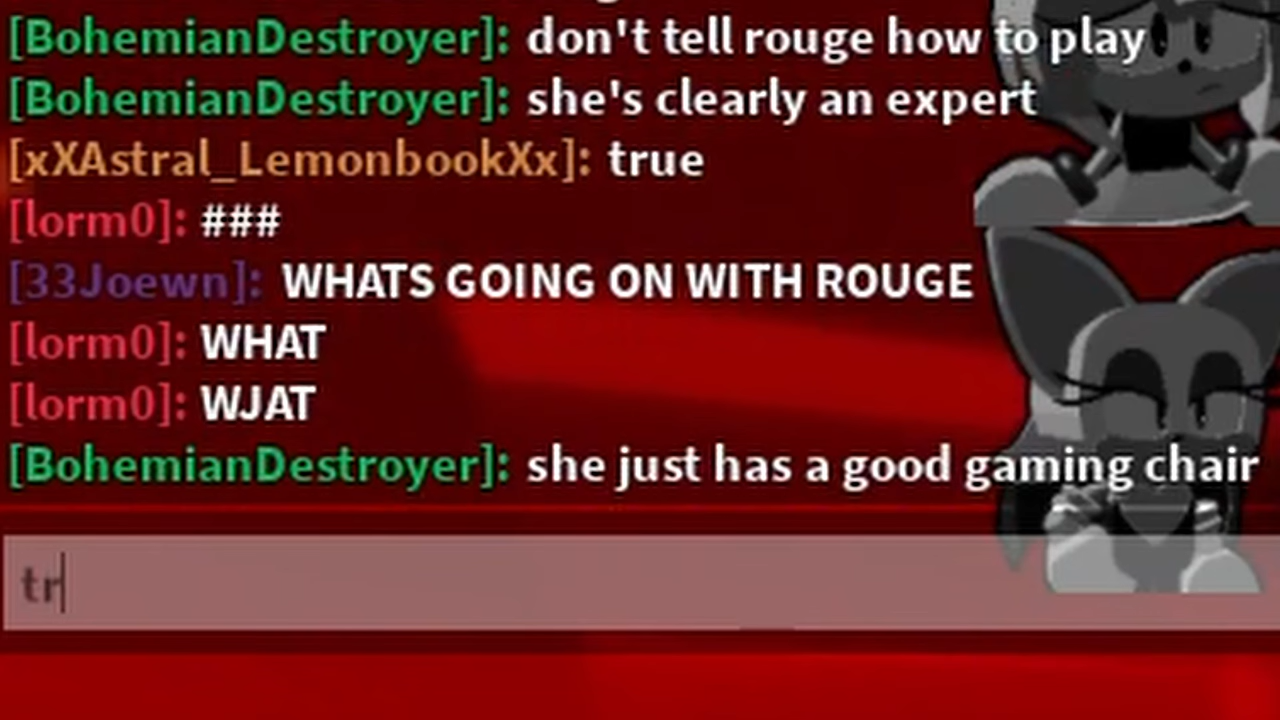 [BohemianDestroyer]: don't tell rouge how to play
[BohemianDestroyer]: she's clearly an expert
[xXAstral_LemonbookXx]: true
[lorm0]: ###
[33Joewn]: WHATS GOING ON WITH ROUGE
[lorm0]: WHAT
[lorm0]: WJAT
[BohemianDestroyer]: she just has a good gaming chair
tr